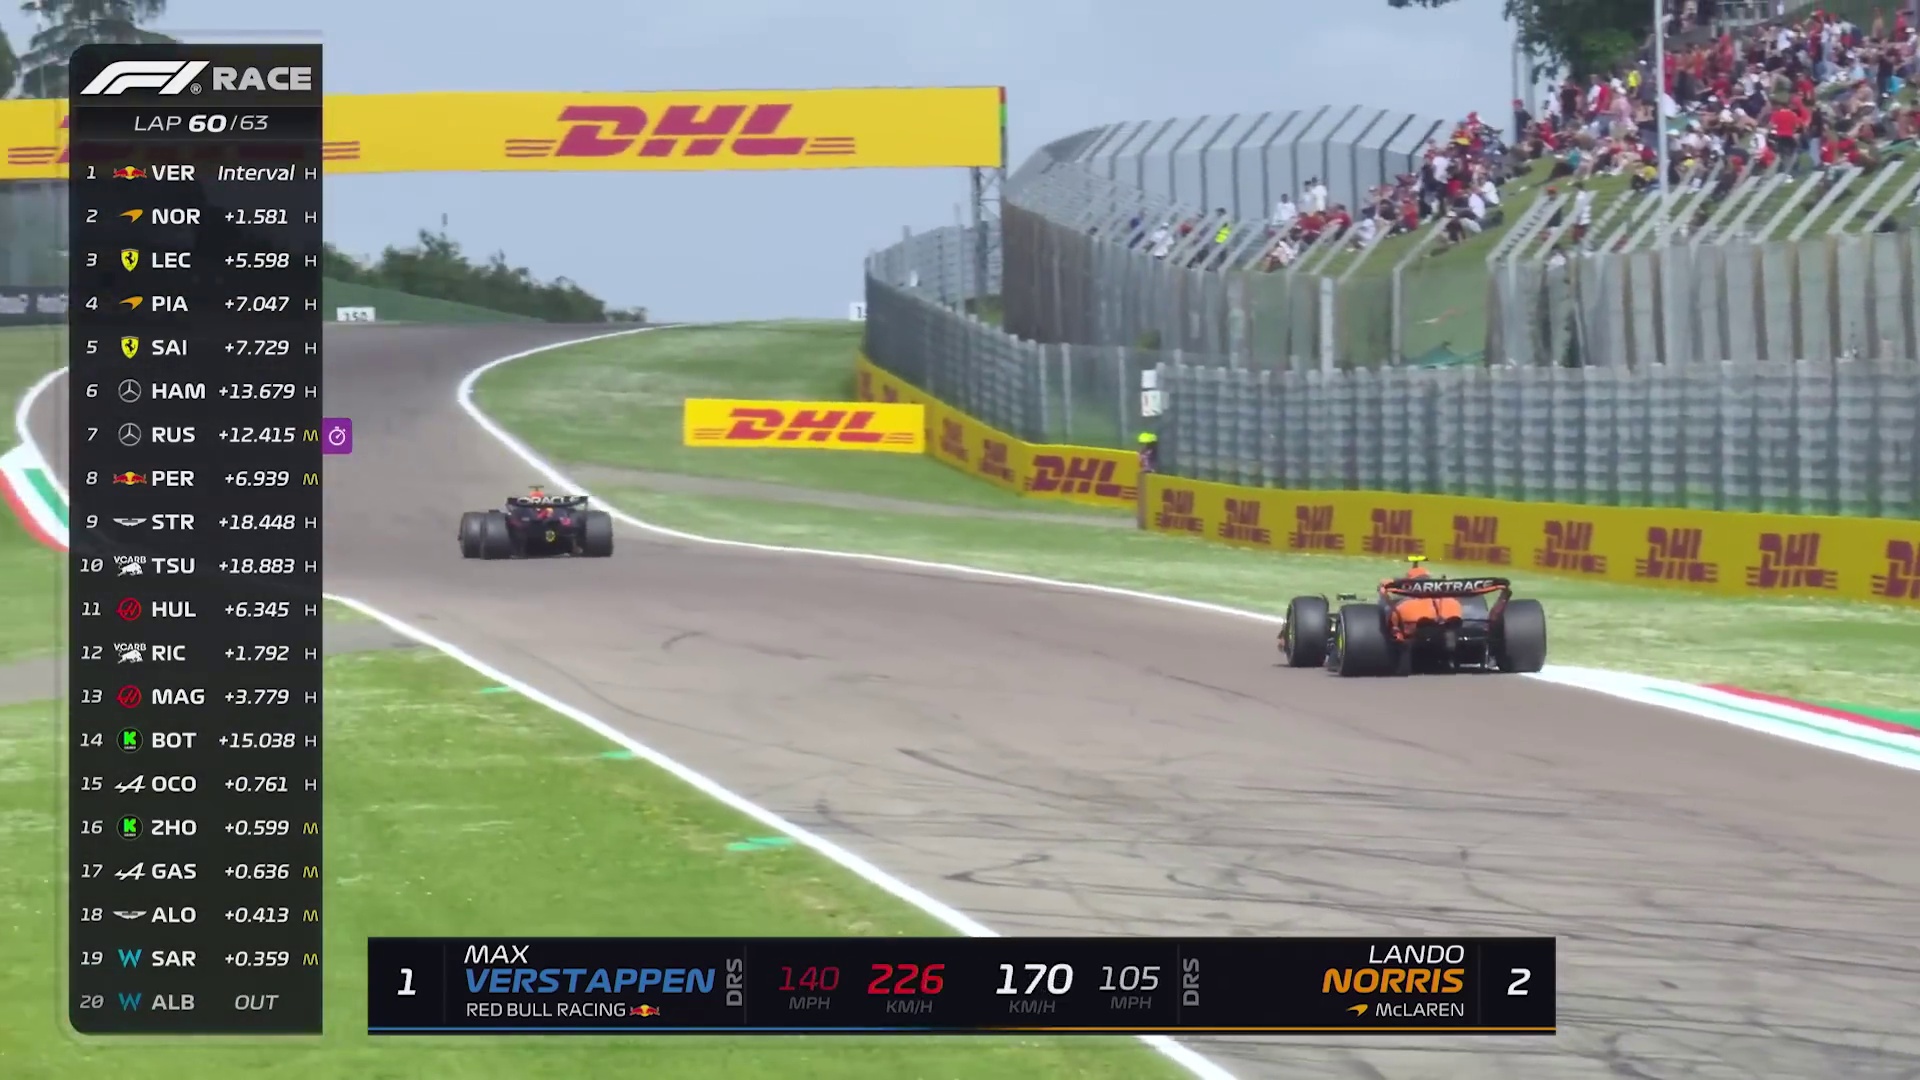 F1 RACE
LAP 60/63
1 VER Interval H
2 NOR +1.581 H
3 LEC +5.598 H
4 PIA +7.047 H
5 SAI +7.729 H
6 HAM +13.679 H
7 RUS +12.415 M
8 PER +6.939 M
9 STR +18.448 H
10 VCARB TSU +18.883 H
11 HUL +6.345 H
12 VCARB RIC +1.792 H
13 MAG +3.779 H
14 K BOT +15.038 H
15 OCO +0.761 H
16 K ZHO +0.599 M
17 GAS +0.636 M
18 ALO +0.413 M
19 W SAR +0.359 M
20 W ALB OUT
DHL
150
DHL
DHL DHL DHL
DHL DHL DHL DHL DHL DHL DHL DHL
ORACLE
DARKTRACE
1 MAX VERSTAPPEN
RED BULL RACING
DRS
140 MPH
226 KM/H
170 KM/H
105 MPH
DRS
LANDO NORRIS 2
McLAREN